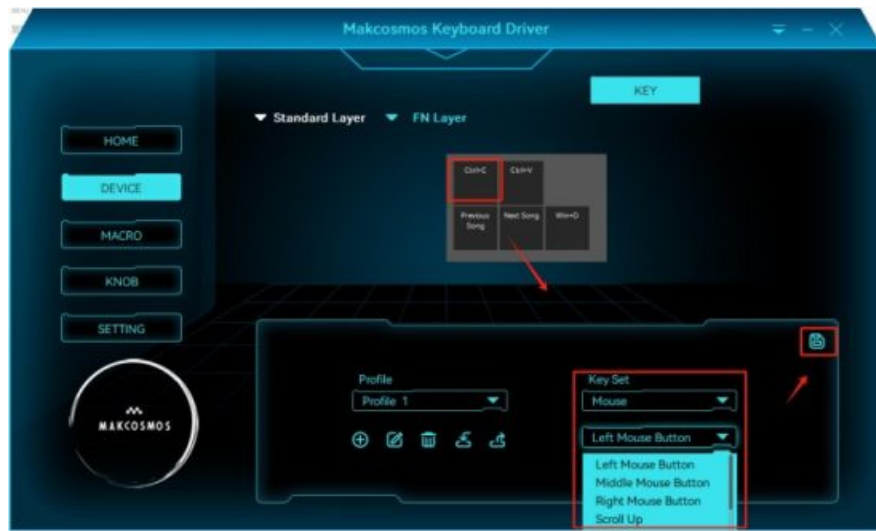 Makcosmos Keyboard Driver
KEY
Standard Layer
FN Layer
HOME
DEVICE
MACRO
KNOB
SETTING
Ctrl+C
Ctrl+V
Previous Song
Next Song
Win+D
MAKCOSMOS
Profile
Profile 1
Key Set
Mouse
Left Mouse Button
Left Mouse Button
Middle Mouse Button
Right Mouse Button
Scroll Up